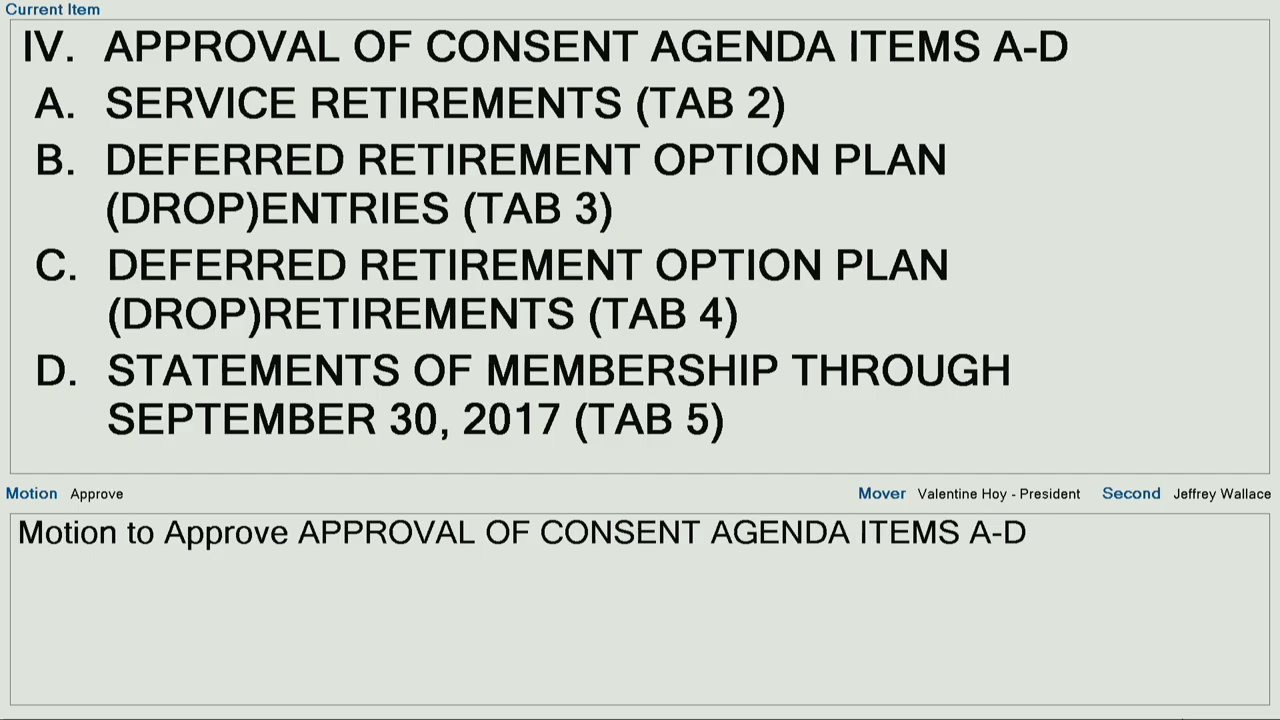 Current Item
IV. APPROVAL OF CONSENT AGENDA ITEMS A-D
A. SERVICE RETIREMENTS (TAB 2)
B. DEFERRED RETIREMENT OPTION PLAN
(DROP)ENTRIES (TAB 3)
C. DEFERRED RETIREMENT OPTION PLAN
(DROP)RETIREMENTS (TAB 4)
D. STATEMENTS OF MEMBERSHIP THROUGH
SEPTEMBER 30, 2017 (TAB 5)
Motion Approve Mover Valentine Hoy - President Second Jeffrey Wallace
Motion to Approve APPROVAL OF CONSENT AGENDA ITEMS A-D